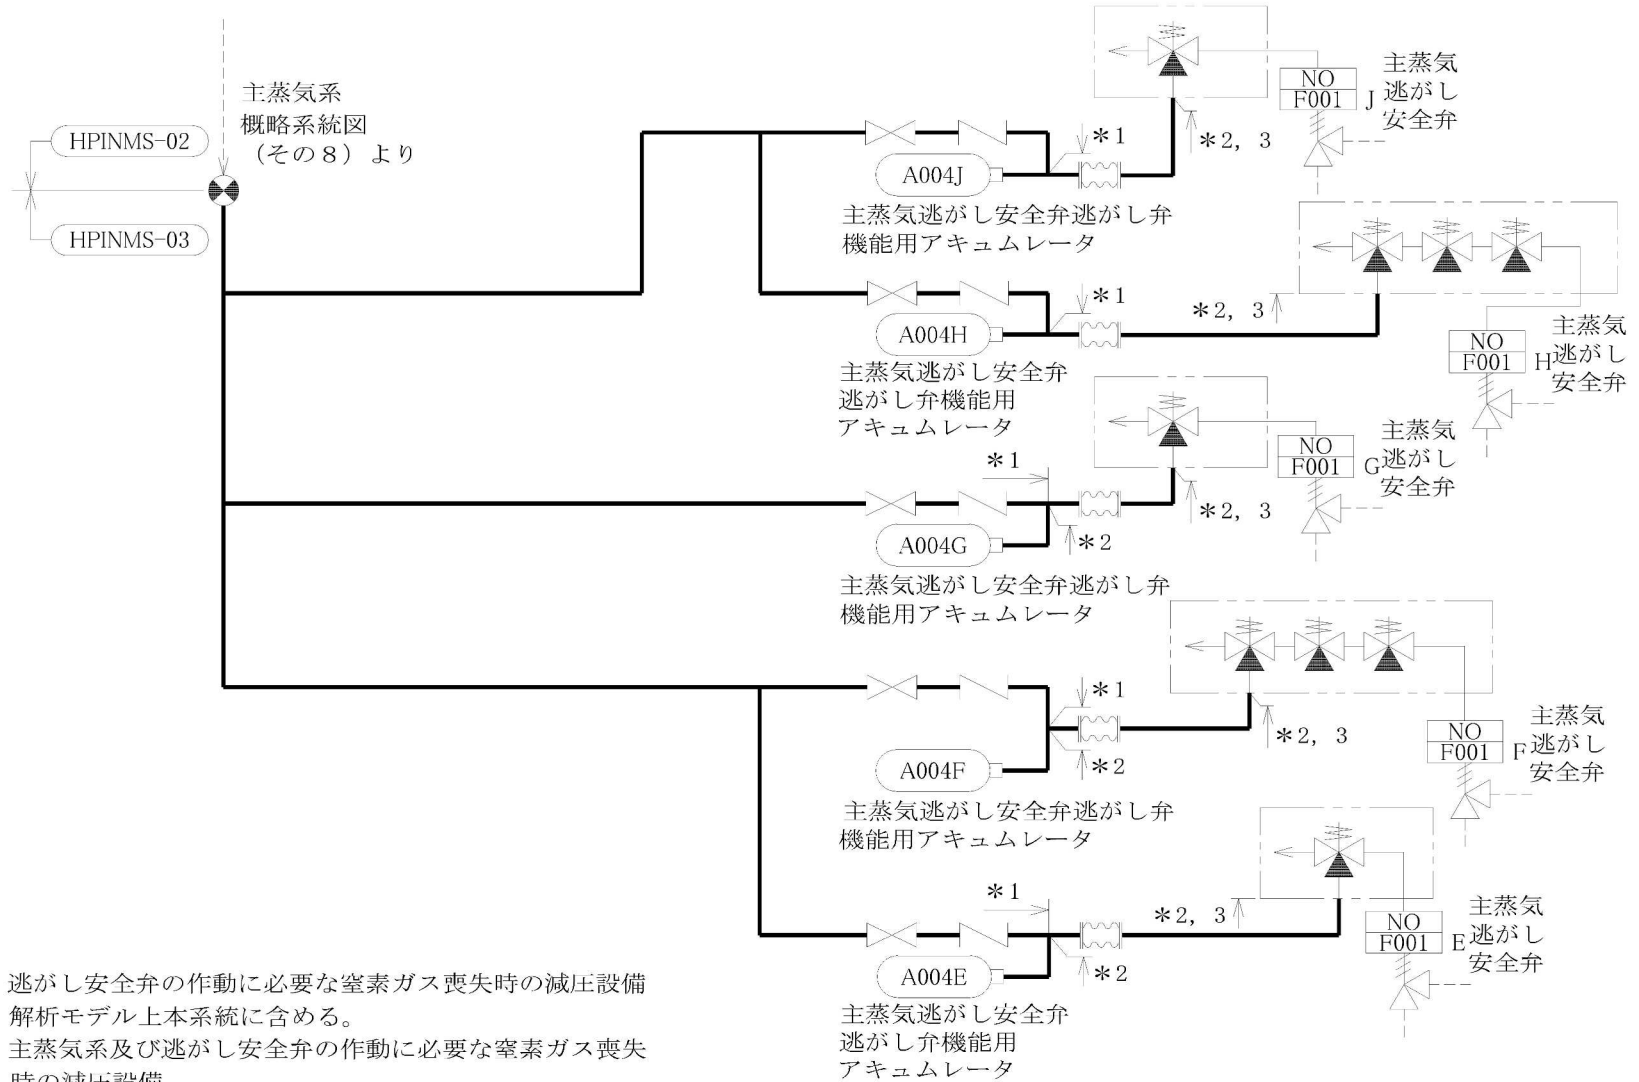 主蒸気系
概略系統図
（その８）より
HPINMS-02
HPINMS-03
A004J
主蒸気逃がし安全弁逃がし弁
機能用アキュムレータ
*1
*2, 3
NO
F001
J
主蒸気
逃がし
安全弁
A004H
主蒸気逃がし安全弁
逃がし弁機能用
アキュムレータ
*1
*2, 3
NO
F001
H
主蒸気
逃がし
安全弁
*1
A004G
*2
主蒸気逃がし安全弁逃がし弁
機能用アキュムレータ
*2, 3
NO
F001
G
主蒸気
逃がし
安全弁
*1
*2
A004F
主蒸気逃がし安全弁逃がし弁
機能用アキュムレータ
*2, 3
NO
F001
F
主蒸気
逃がし
安全弁
*1
A004E
*2
主蒸気逃がし安全弁
逃がし弁機能用
アキュムレータ
*2, 3
NO
F001
E
主蒸気
逃がし
安全弁
逃がし安全弁の作動に必要な窒素ガス喪失時の減圧設備
解析モデル上本系統に含める。
主蒸気系及び逃がし安全弁の作動に必要な窒素ガス喪失
時の減圧設備